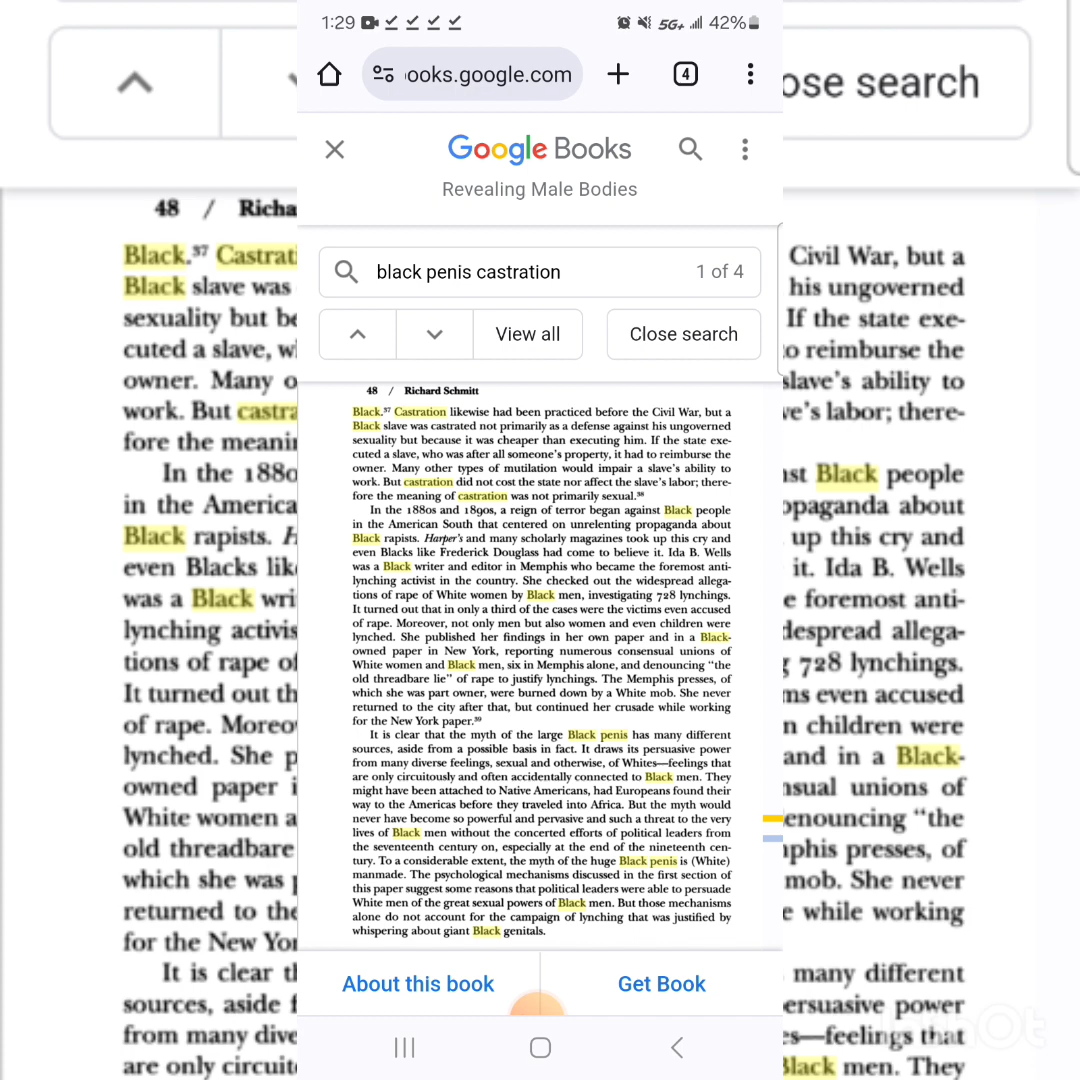 1:29 5G+ 42%
ooks.google.com + 4
Google Books
Revealing Male Bodies
black penis castration 1 of 4
View all Close search
48 / Richard Schmitt
Black.³⁷ Castration likewise had been practiced before the Civil War, but a
Black slave was castrated not primarily as a defense against his ungoverned
sexuality but because it was cheaper than executing him. If the state exe-
cuted a slave, who was after all someone's property, it had to reimburse the
owner. Many other types of mutilation would impair a slave's ability to
work. But castration did not cost the state nor affect the slave's labor; there-
fore the meaning of castration was not primarily sexual.³⁸
In the 1880s and 1890s, a reign of terror began against Black people
in the American South that centered on unrelenting propaganda about
Black rapists. Harper's and many scholarly magazines took up this cry and
even Blacks like Frederick Douglass had come to believe it. Ida B. Wells
was a Black writer and editor in Memphis who became the foremost anti-
lynching activist in the country. She checked out the widespread allega-
tions of rape of White women by Black men, investigating 728 lynchings.
It turned out that in only a third of the cases were the victims even accused
of rape. Moreover, not only men but also women and even children were
lynched. She published her findings in her own paper and in a Black-
owned paper in New York, reporting numerous consensual unions of
White women and Black men, six in Memphis alone, and denouncing "the
old threadbare lie" of rape to justify lynchings. The Memphis presses, of
which she was part owner, were burned down by a White mob. She never
returned to the city after that, but continued her crusade while working
for the New York paper.³⁹
It is clear that the myth of the large Black penis has many different
sources, aside from a possible basis in fact. It draws its persuasive power
from many diverse feelings, sexual and otherwise, of Whites—feelings that
are only circuitously and often accidentally connected to Black men. They
might have been attached to Native Americans, had Europeans found their
way to the Americas before they traveled into Africa. But the myth would
never have become so powerful and pervasive and such a threat to the very
lives of Black men without the concerted efforts of political leaders from
the seventeenth century on, especially at the end of the nineteenth cen-
tury. To a considerable extent, the myth of the huge Black penis is (White)
manmade. The psychological mechanisms discussed in the first section of
this paper suggest some reasons that political leaders were able to persuade
White men of the great sexual powers of Black men. But those mechanisms
alone do not account for the campaign of lynching that was justified by
whispering about giant Black genitals.
About this book Get Book